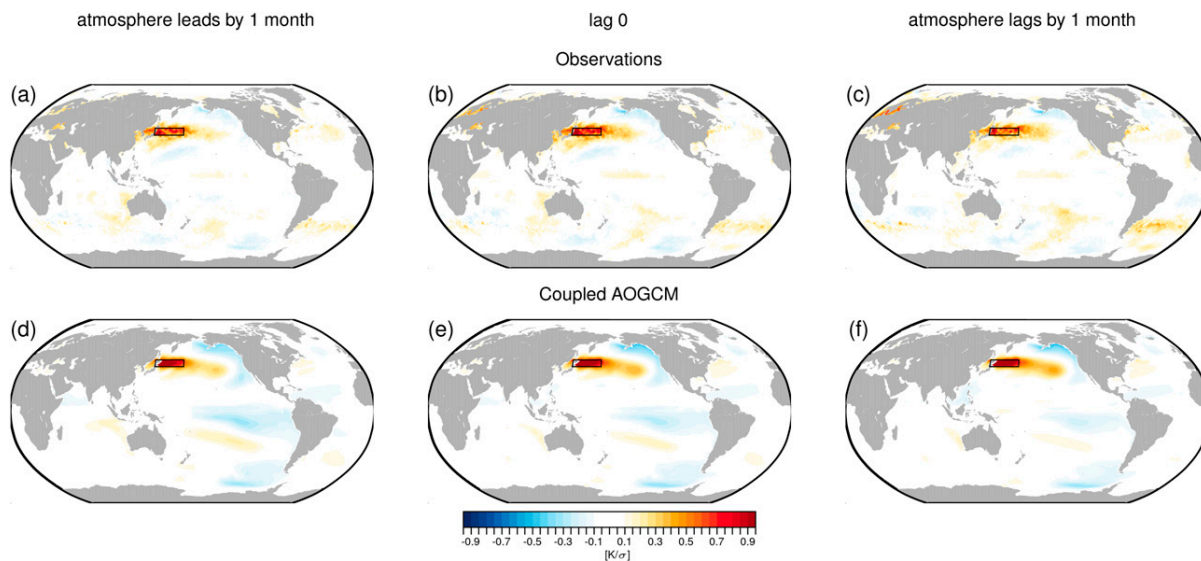 atmosphere leads by 1 month lag 0 atmosphere lags by 1 month
Observations
(a) (b) (c)
Coupled AOGCM
(d) (e) (f)
-0.9 -0.7 -0.5 -0.3 -0.1 0.1 0.3 0.5 0.7 0.9
[K/σ]